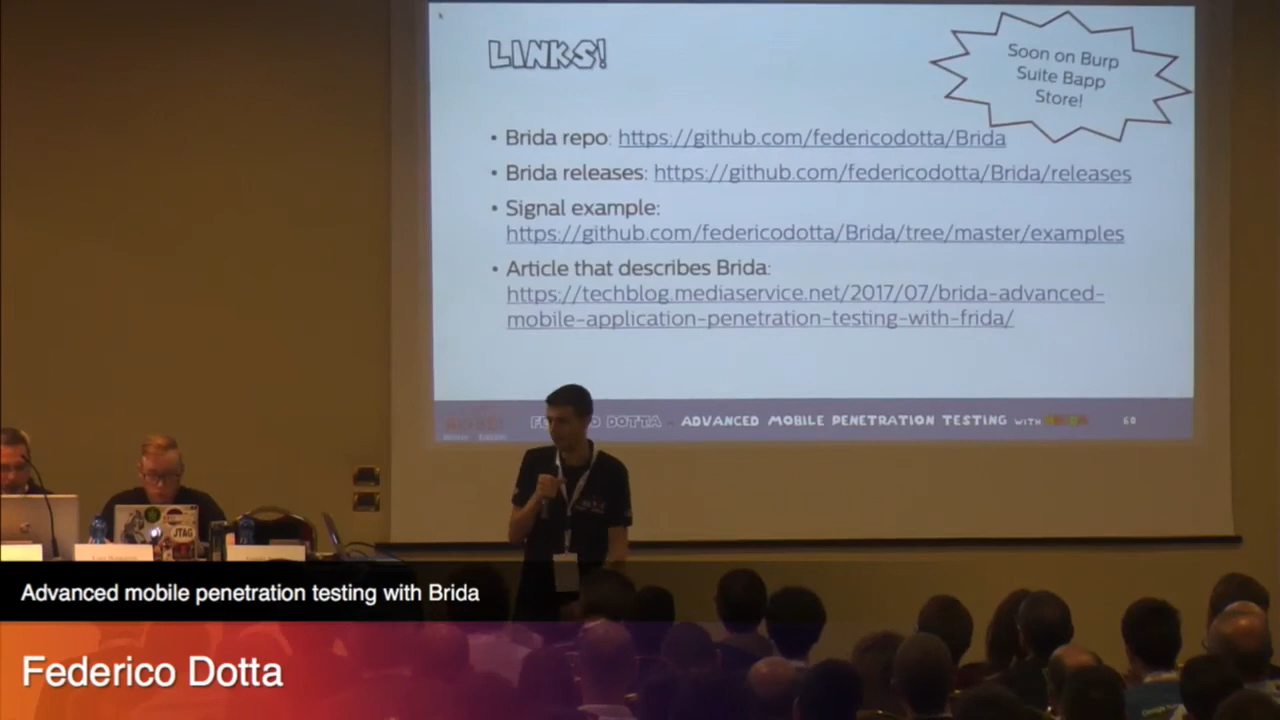 LINKS!
Soon on Burp
Suite Bapp
Store!
• Brida repo: https://github.com/federicodotta/Brida
• Brida releases: https://github.com/federicodotta/Brida/releases
• Signal example:
https://github.com/federicodotta/Brida/tree/master/examples
• Article that describes Brida:
https://techblog.mediaservice.net/2017/07/brida-advanced-
mobile-application-penetration-testing-with-frida/
DOTTA - ADVANCED MOBILE PENETRATION TESTING WITH 60
JTAG
Advanced mobile penetration testing with Brida
Federico Dotta